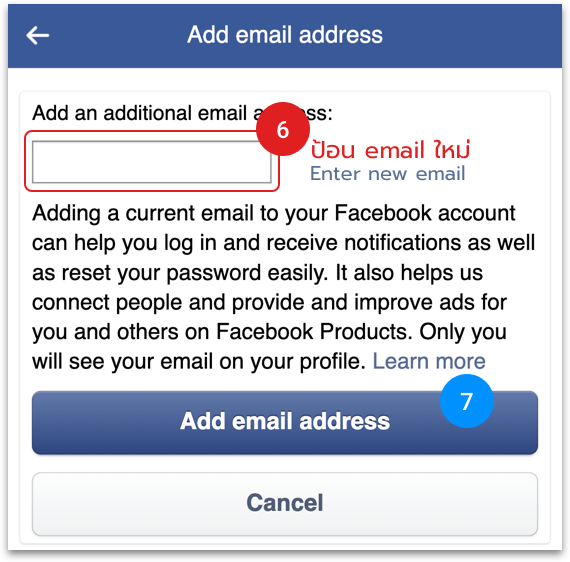 Add email address
Add an additional email a ss:
6
ป้อน email ใหม่
Enter new email
Adding a current email to your Facebook account
can help you log in and receive notifications as well
as reset your password easily. It also helps us
connect people and provide and improve ads for
you and others on Facebook Products. Only you
will see your email on your profile. Learn more
7
Add email address
Cancel